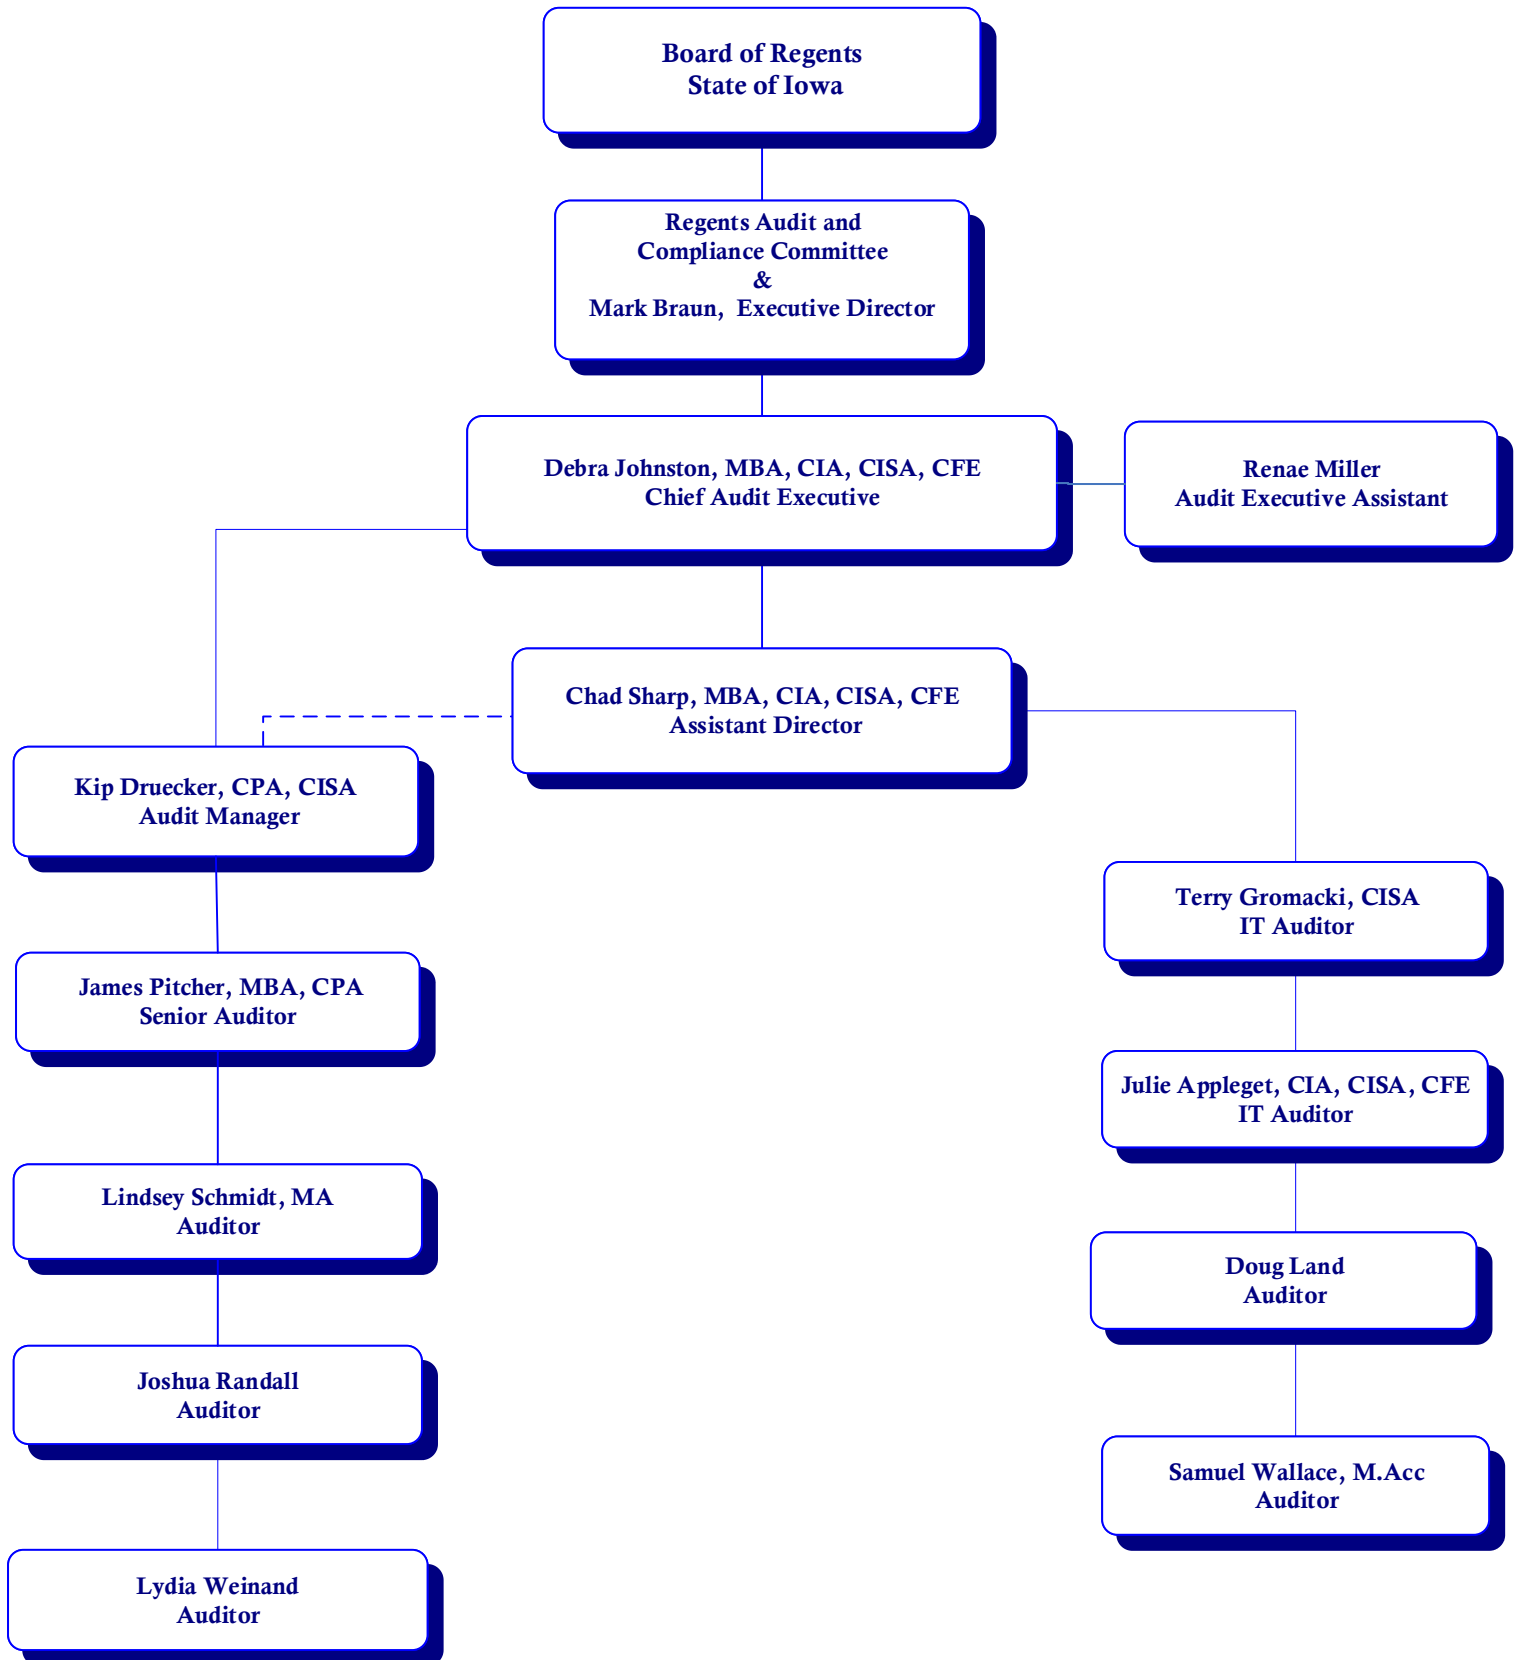 Board of Regents
State of Iowa
Regents Audit and
Compliance Committee
&
Mark Braun,  Executive Director
Debra Johnston, MBA, CIA, CISA, CFE
Chief Audit Executive
Renae Miller
Audit Executive Assistant
Chad Sharp, MBA, CIA, CISA, CFE
Assistant Director
Kip Druecker, CPA, CISA
Audit Manager
James Pitcher, MBA, CPA
Senior Auditor
Lindsey Schmidt, MA
Auditor
Joshua Randall
Auditor
Lydia Weinand
Auditor
Terry Gromacki, CISA
IT Auditor
Julie Appleget, CIA, CISA, CFE
IT Auditor
Doug Land
Auditor
Samuel Wallace, M.Acc
Auditor